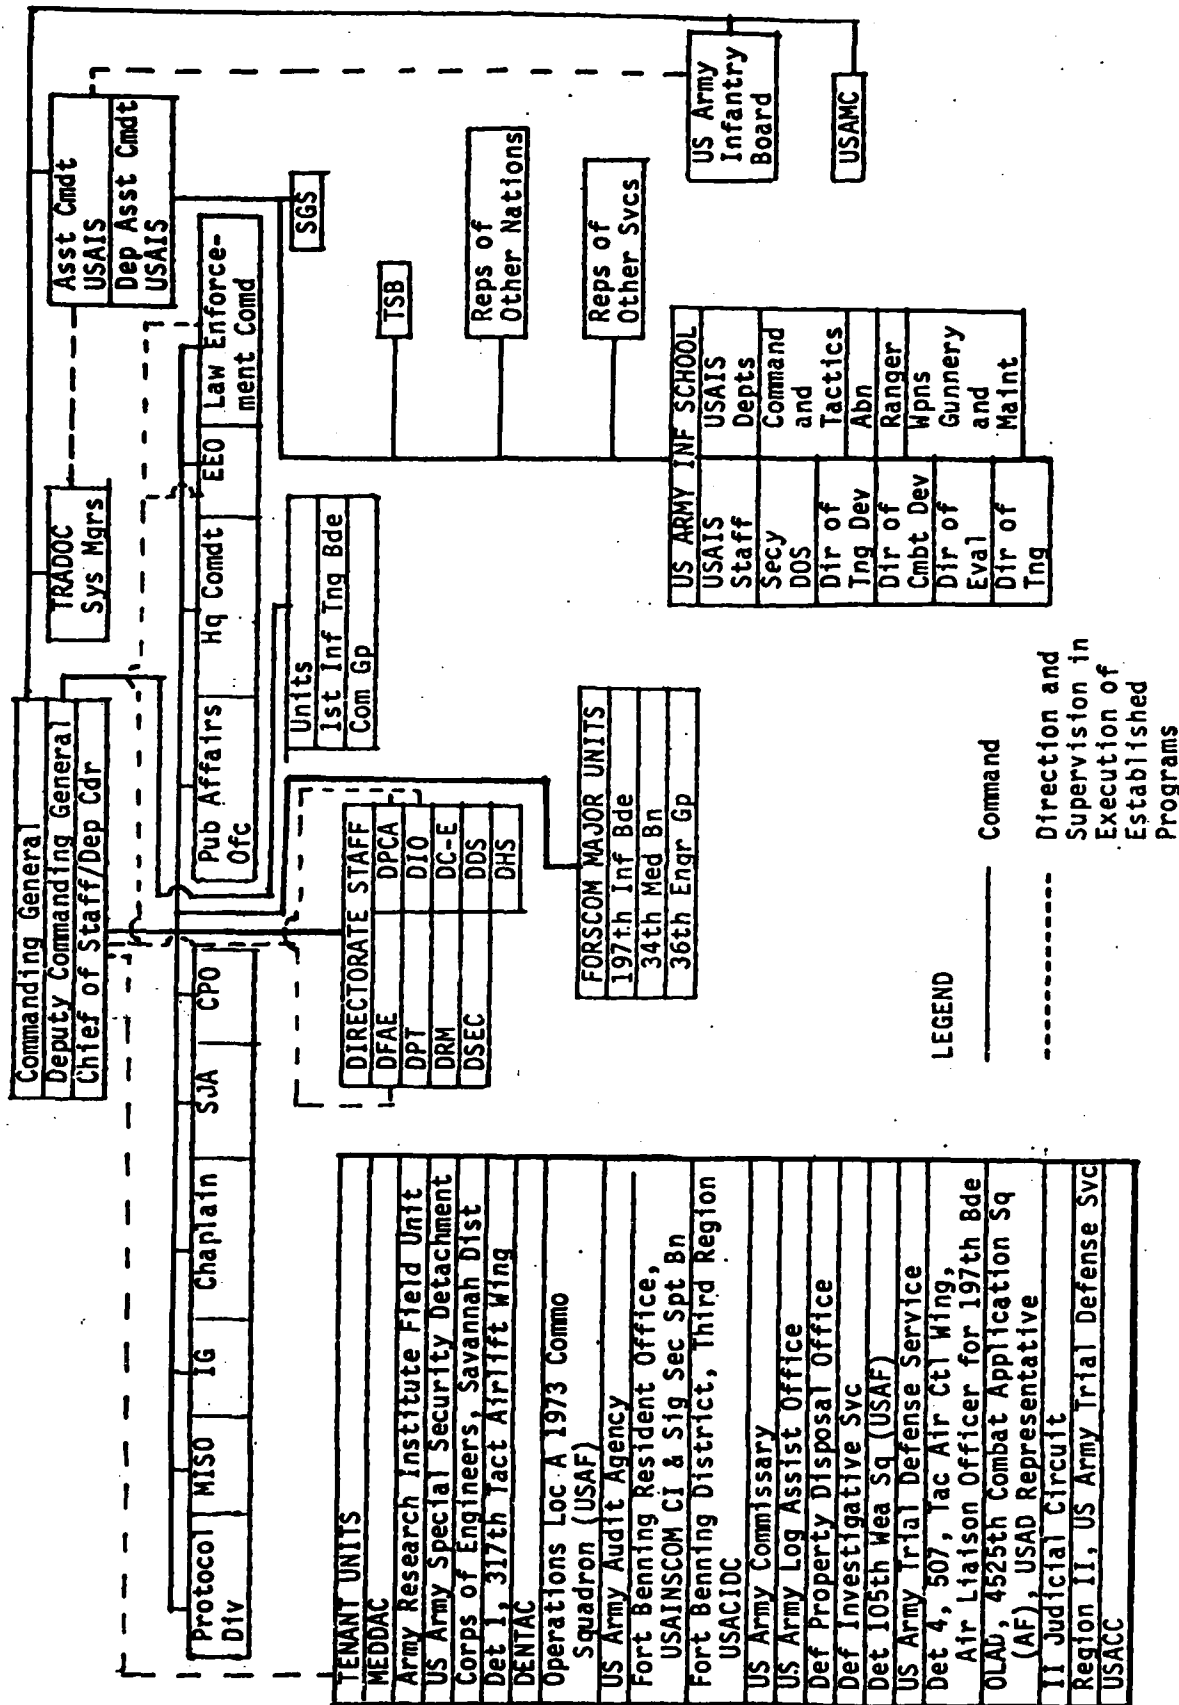 Commanding General
Deputy Commanding General
Chief of Staff/Dep Cdr
TRADOC
Sys Mgrs
Asst Cmdt
USAIS
Dep Asst Cmdt
USAIS
Protocol
Div
MISO
IG
Chaplain
SJA
CPO
Pub Affairs
Ofc
Hq Comdt
EEO
Law Enforce-
ment Comd
SGS
TENANT UNITS
MEDDAC
Army Research Institute Field Unit
US Army Special Security Detachment
Corps of Engineers, Savannah Dist
Det 1, 317th Tact Airlift Wing
DENTAC
Operations Loc A 1973 Commo
Squadron (USAF)
US Army Audit Agency
Fort Benning Resident Office,
USAINSCOM CI & Sig Sec Spt Bn
Fort Benning District, Third Region
USACIDC
US Army Commissary
US Army Log Assist Office
Def Property Disposal Office
Def Investigative Svc
Det 105th Wea Sq (USAF)
US Army Trial Defense Service
Det 4, 507, Tac Air Ctl Wing,
Air Liaison Officer for 197th Bde
OLAD, 4525th Combat Application Sq
(AF), USAD Representative
II Judicial Circuit
Region II, US Army Trial Defense Svc
USACC
DIRECTORATE STAFF
DFAE
DPCA
DPT
DIO
DRM
DC-E
DSEC
DDS
DHS
Units
1st Inf Tng Bde
Com Gp
FORSCOM MAJOR UNITS
197th Inf Bde
34th Med Bn
36th Engr Gp
TSB
Reps of
Other Nations
Reps of
Other Svcs
US Army
Infantry
Board
USAMC
US ARMY INF SCHOOL
USAIS
Staff
USAIS
Depts
Secy
DOS
Command
and
Tactics
Dir of
Tng Dev
Abn
Dir of
Cmbt Dev
Ranger
Dir of
Eval
Wpns
Gunnery
and
Maint
Dir of
Tng
LEGEND
Command
Direction and
Supervision in
Execution of
Established
Programs